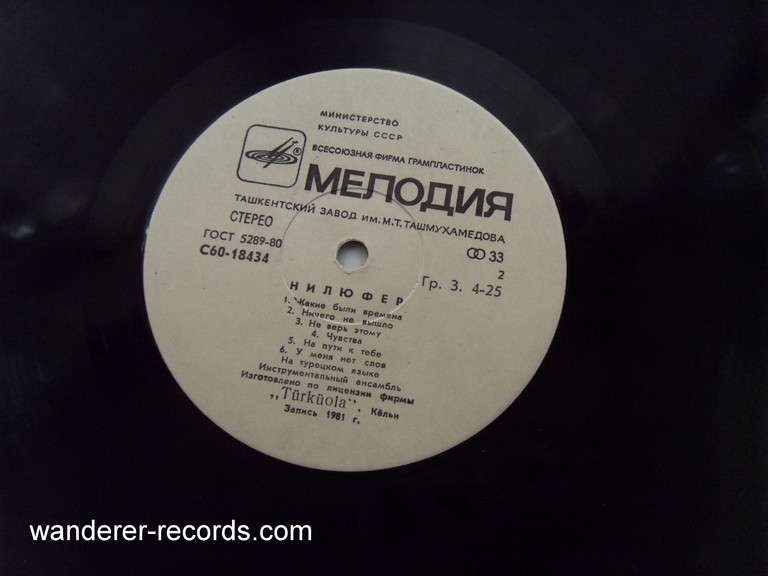 МИНИСТЕРСТВО
КУЛЬТУРЫ СССР
ВСЕСОЮЗНАЯ ФИРМА ГРАМПЛАСТИНОК
®
МЕЛОДИЯ
ТАШКЕНТСКИЙ ЗАВОД ИМ. М.Т. ТАШМУХАМЕДОВА
СТЕРЕО
ГОСТ 5289-80
С60-18434
33
2
Гр. 3. 4-25
НИЛЮФЕР
1. Какие были времена
2. Ничего не вышло
3. Не верь этому
4. Чувства
5. На пути к тебе
6. У меня нет слов
На турецком языке
Инструментальный ансамбль
Изготовлено по лицензии фирмы
„Türküola”, Кёльн
Запись 1981 г.
wanderer-records.com